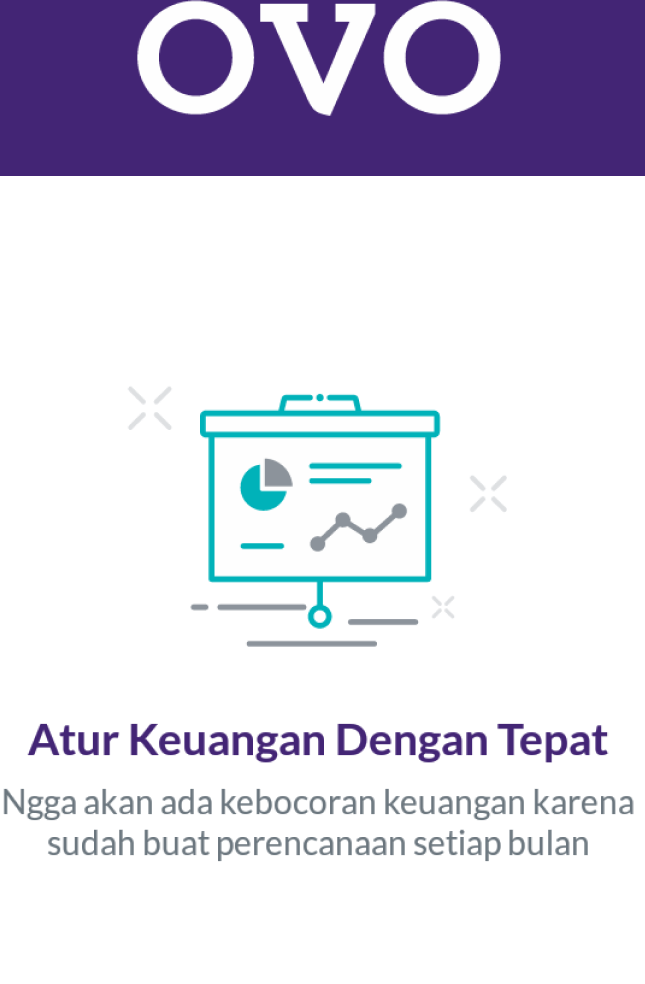 OVO
Atur Keuangan Dengan Tepat
Ngga akan ada kebocoran keuangan karena
sudah buat perencanaan setiap bulan